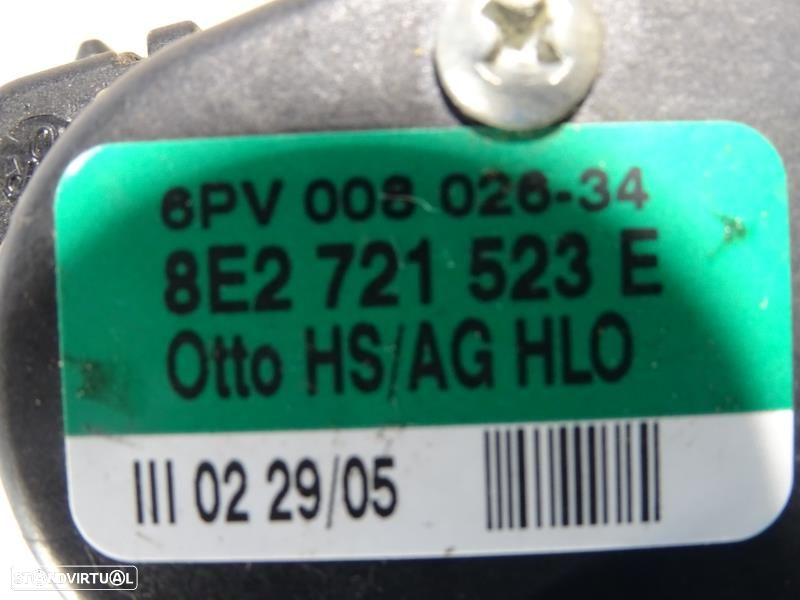 6PV 008 026-34
8E2 721 523 E
Otto HS/AG HLO
III 02 29/05
STANDVIRTUAL